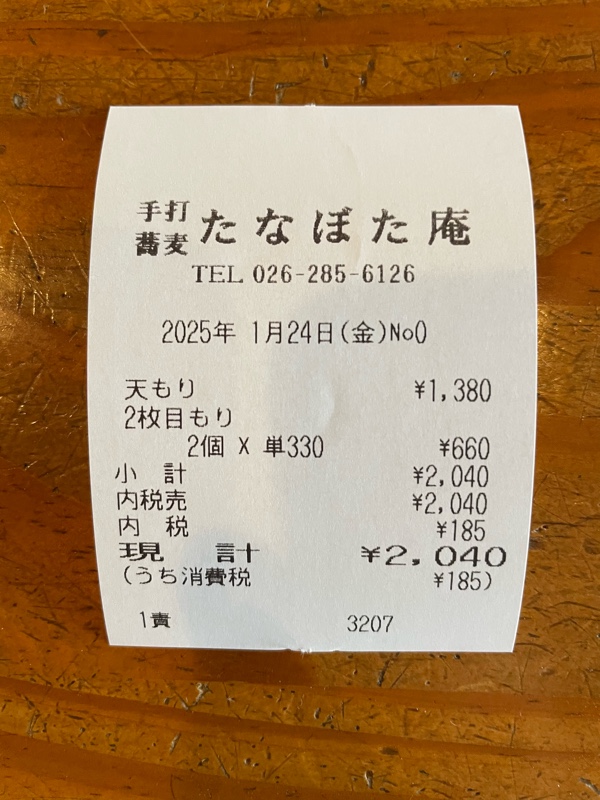 手打蕎麦 たなぼた庵
TEL 026-285-6126
2025年 1月24日(金)No0
天もり ¥1,380
2枚目もり
2個 X 単330 ¥660
小 計 ¥2,040
内税売 ¥2,040
内 税 ¥185
現 計 ¥2,040
(うち消費税 ¥185)
1責 3207